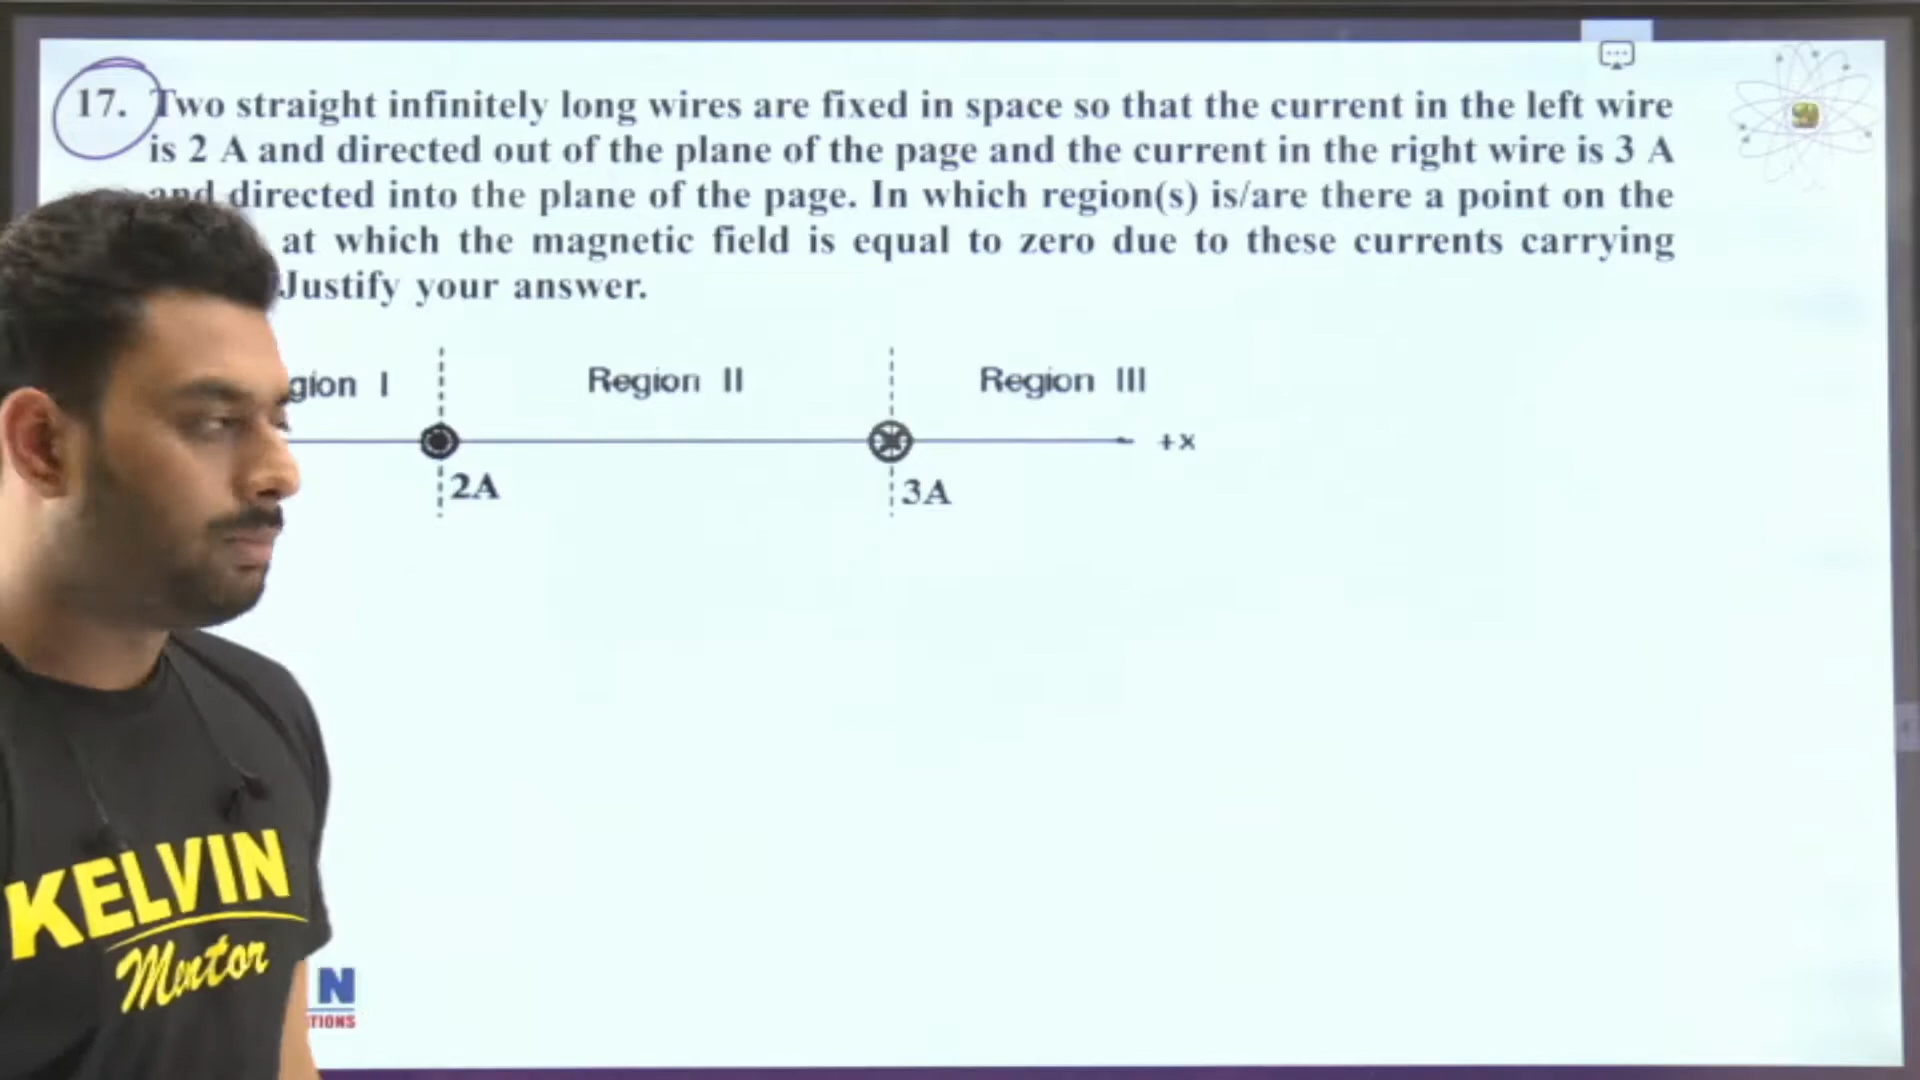 17. Two straight infinitely long wires are fixed in space so that the current in the left wire
is 2 A and directed out of the plane of the page and the current in the right wire is 3 A
and directed into the plane of the page. In which region(s) is/are there a point on the
at which the magnetic field is equal to zero due to these currents carrying
Justify your answer.
gion I
Region II
Region III
+x
2A
3A
KELVIN
Mentor
N
TIONS